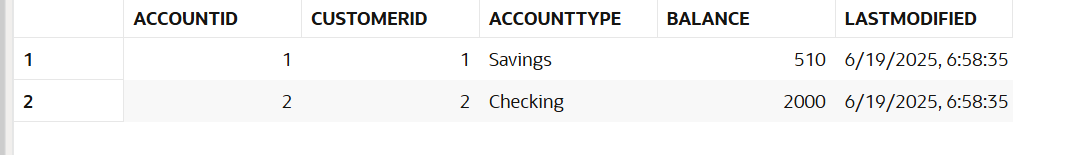 ACCOUNTID CUSTOMERID ACCOUNTTYPE BALANCE LASTMODIFIED
1 1 1 Savings 510 6/19/2025, 6:58:35
2 2 2 Checking 2000 6/19/2025, 6:58:35